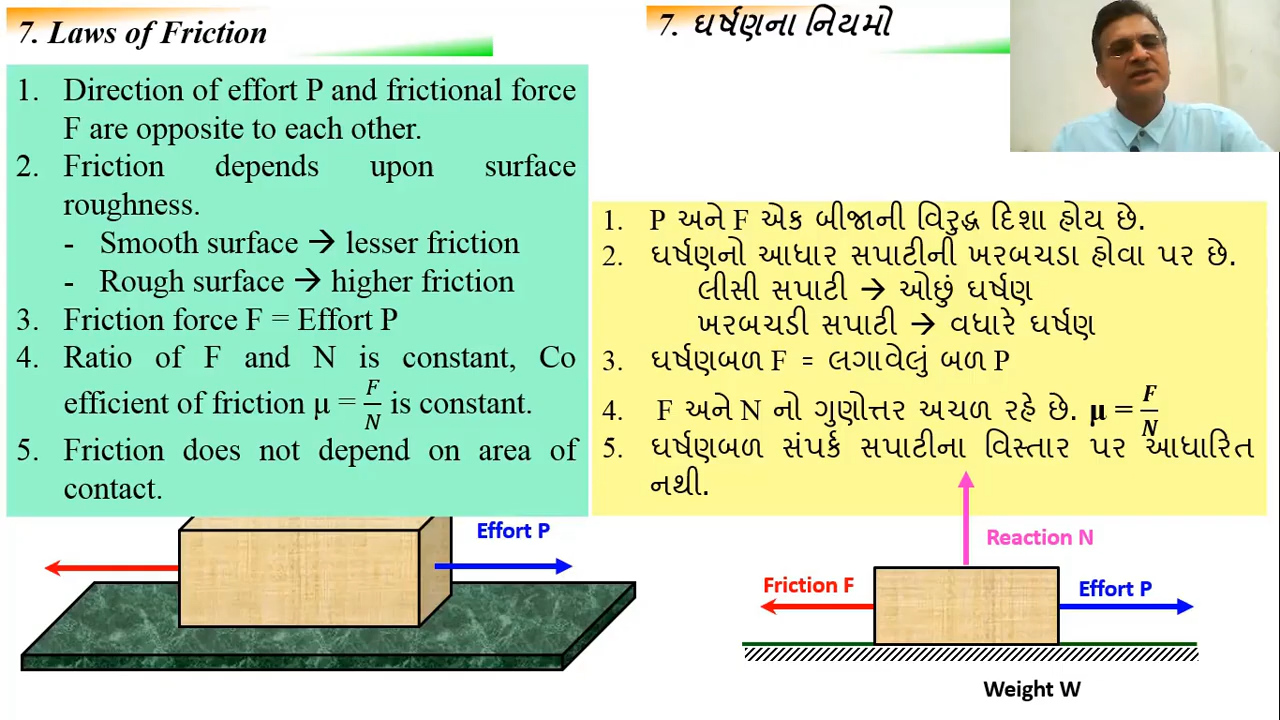 7. Laws of Friction
1. Direction of effort P and frictional force
F are opposite to each other.
2. Friction depends upon surface
roughness.
- Smooth surface → lesser friction
- Rough surface → higher friction
3. Friction force F = Effort P
4. Ratio of F and N is constant, Co
efficient of friction μ = F/N is constant.
5. Friction does not depend on area of
contact.
Effort P
7. ઘર્ષણના નિયમો
1. P અને F એક બીજાની વિરુદ્ધ દિશા હોય છે.
2. ઘર્ષણનો આધાર સપાટીની ખરબચડા હોવા પર છે.
લીસી સપાટી → ઓછું ઘર્ષણ
ખરબચડી સપાટી → વધારે ઘર્ષણ
3. ઘર્ષણબળ F = લગાવેલું બળ P
4. F અને N નો ગુણોત્તર અચળ રહે છે. μ = F/N
5. ઘર્ષણબળ સંપર્ક સપાટીના વિસ્તાર પર આધારિત
નથી.
Reaction N
Friction F
Effort P
Weight W